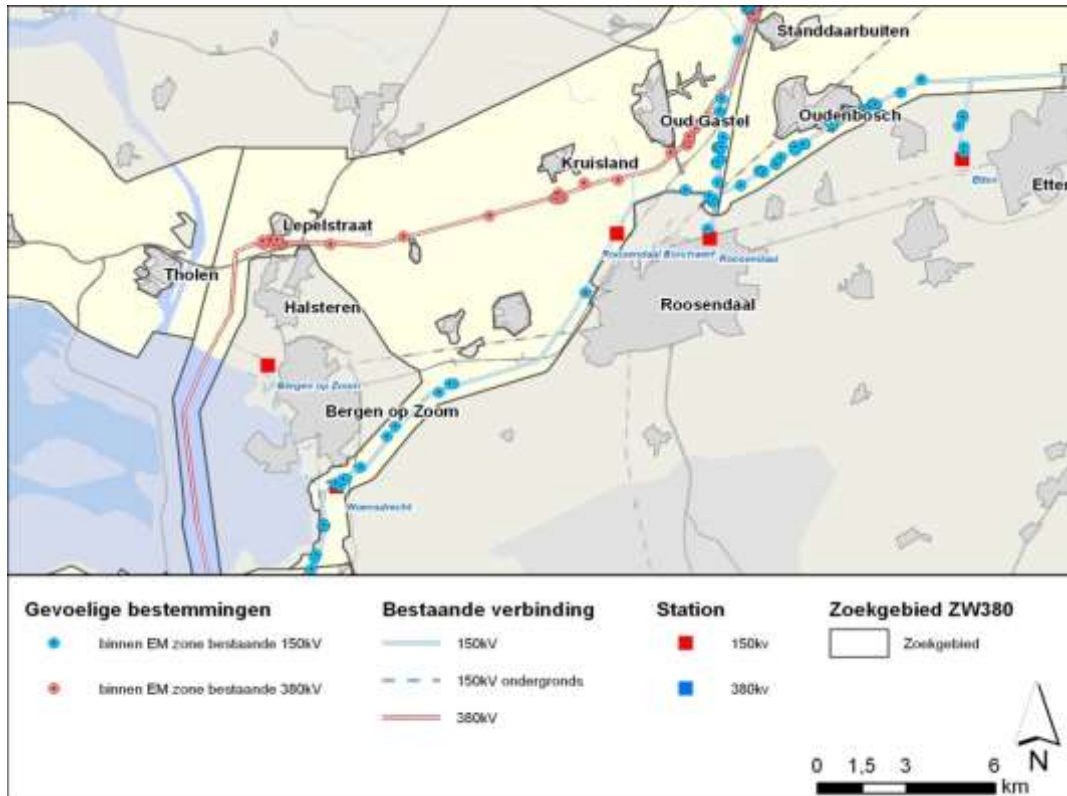 Standdaarbuiten
Oud Gastel
Oudenbosch
Kruisland
Etten
Etter
Lepelstraat
Roosendaal Borchwerf
Roosendaal
Tholen
Halsteren
Roosendaal
Bergen op Zoom
Bergen op Zoom
Woensdrecht
Gevoelige bestemmingen
binnen EM zone bestaande 150kV
binnen EM zone bestaande 380kV
Bestaande verbinding
150kV
150kV ondergronds
380kV
Station
150kv
380kv
Zoekgebied ZW380
Zoekgebied
N
0 1,5 3 6
km